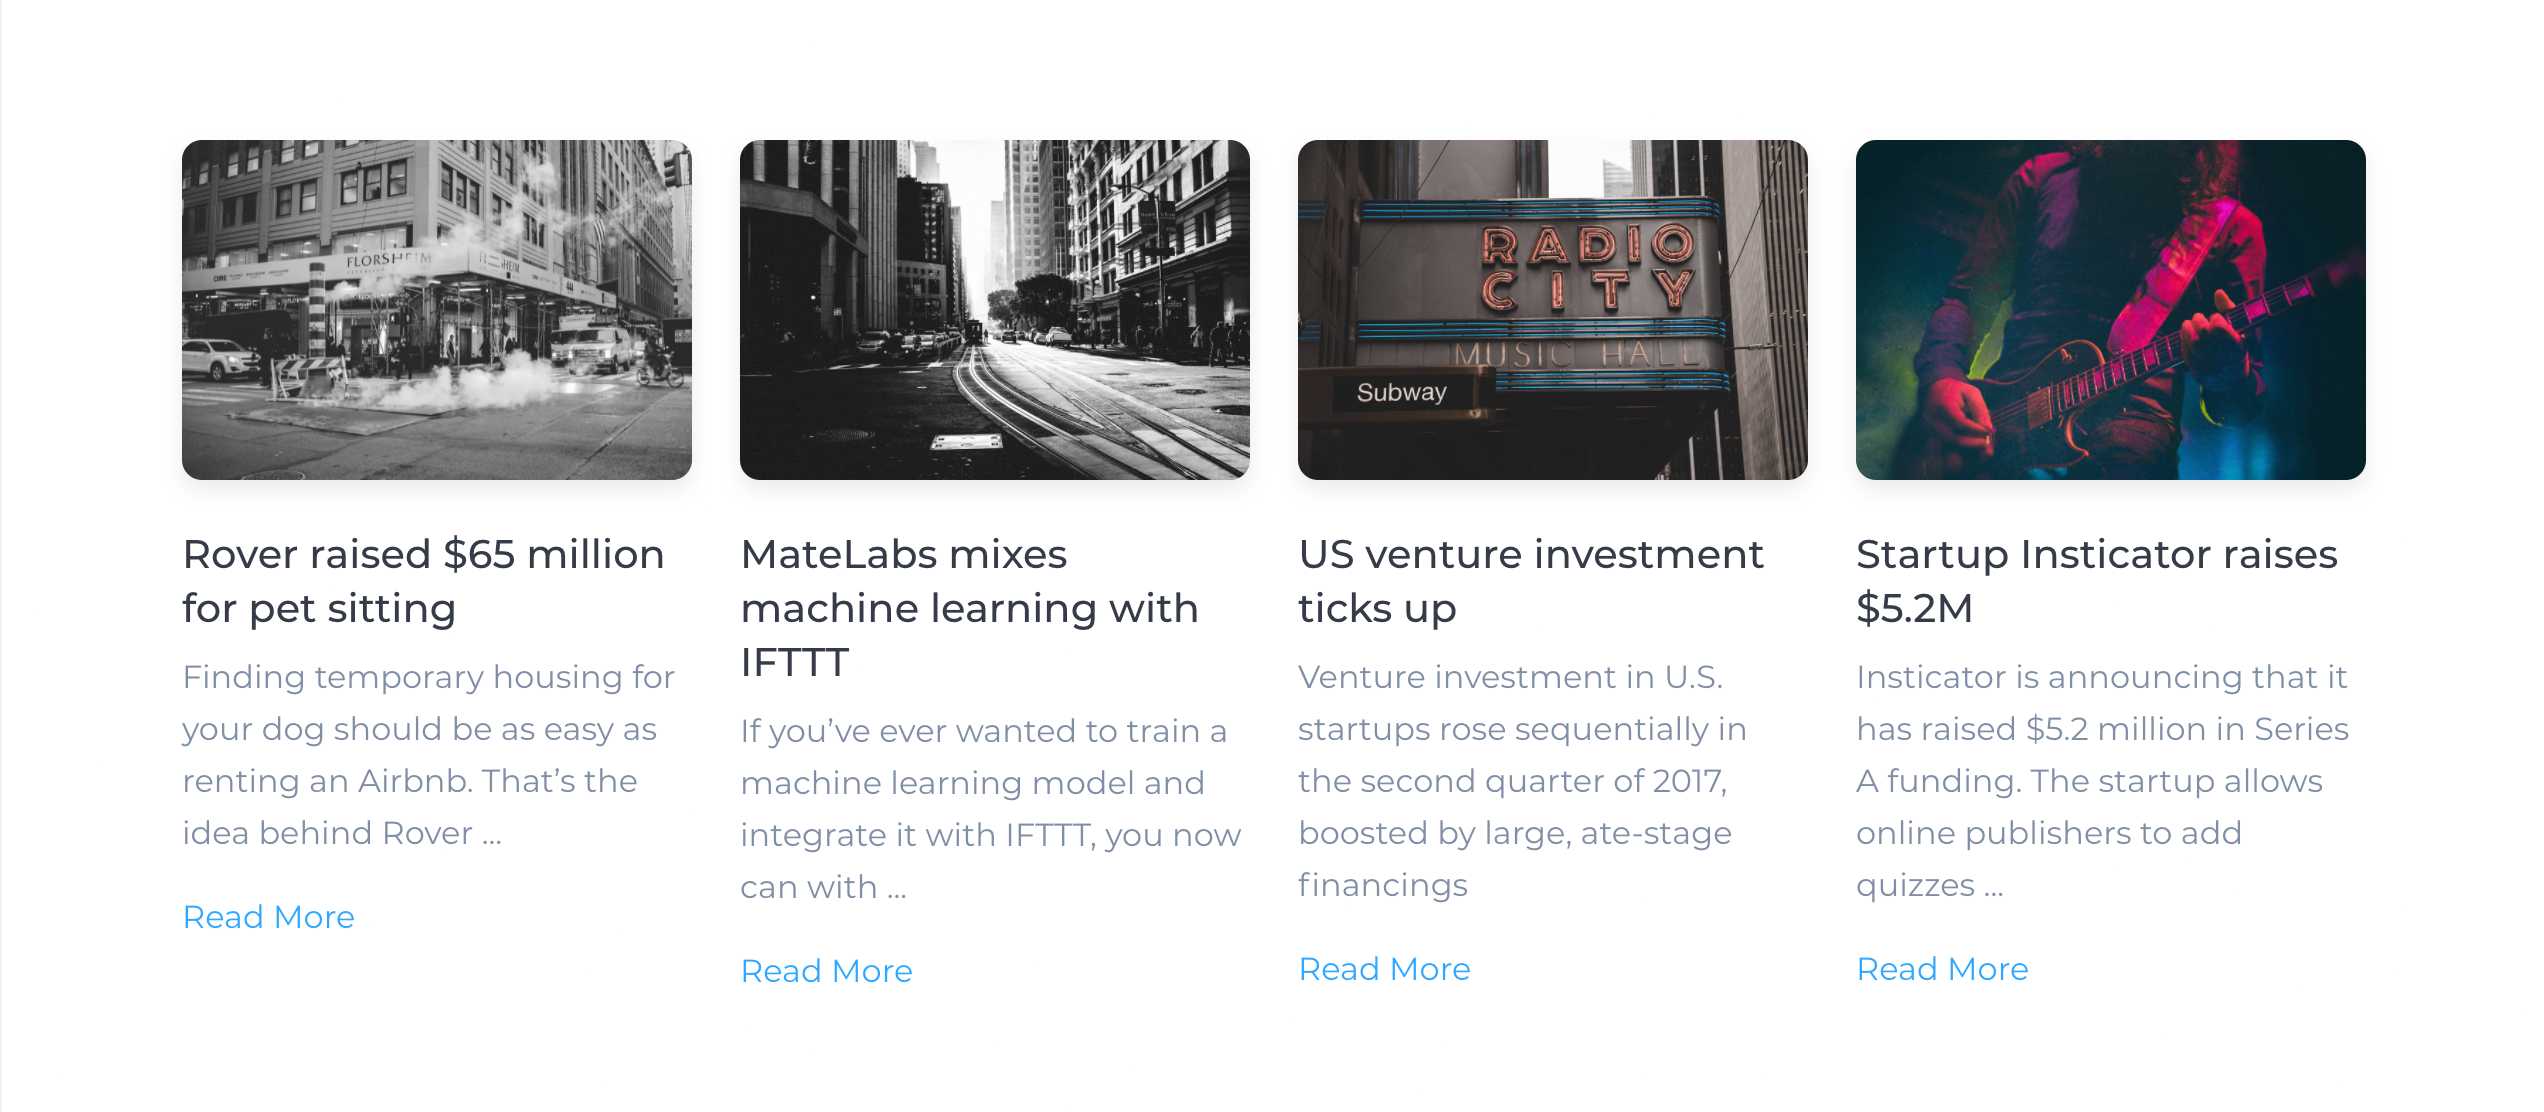 FLORSHEIM
RADIO
CITY
MUSIC HALL
Subway
Rover raised $65 million
for pet sitting
Finding temporary housing for
your dog should be as easy as
renting an Airbnb. That’s the
idea behind Rover ...
Read More
MateLabs mixes
machine learning with
IFTTT
If you’ve ever wanted to train a
machine learning model and
integrate it with IFTTT, you now
can with ...
Read More
US venture investment
ticks up
Venture investment in U.S.
startups rose sequentially in
the second quarter of 2017,
boosted by large, ate-stage
financings
Read More
Startup Insticator raises
$5.2M
Insticator is announcing that it
has raised $5.2 million in Series
A funding. The startup allows
online publishers to add
quizzes ...
Read More